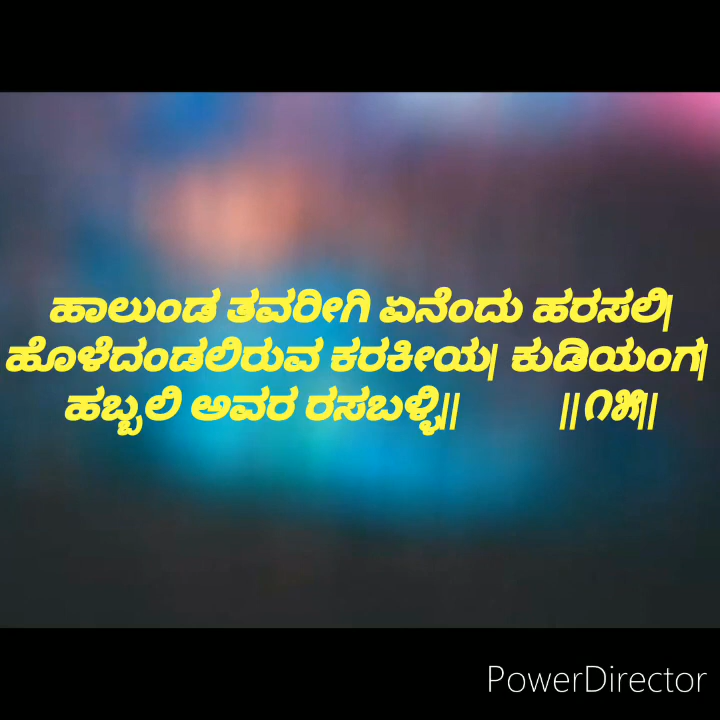 ಹಾಲುಂಡ ತವರೀಗಿ ಏನೆಂದು ಹರಸಲಿ|
ಹೊಳೆದಂಡಲಿರುವ ಕರಕೀಯ| ಕುಡಿಯಂಗ|
ಹಬ್ಬಲಿ ಅವರ ರಸಬಳ್ಳಿ|| ||೧೫||
PowerDirector